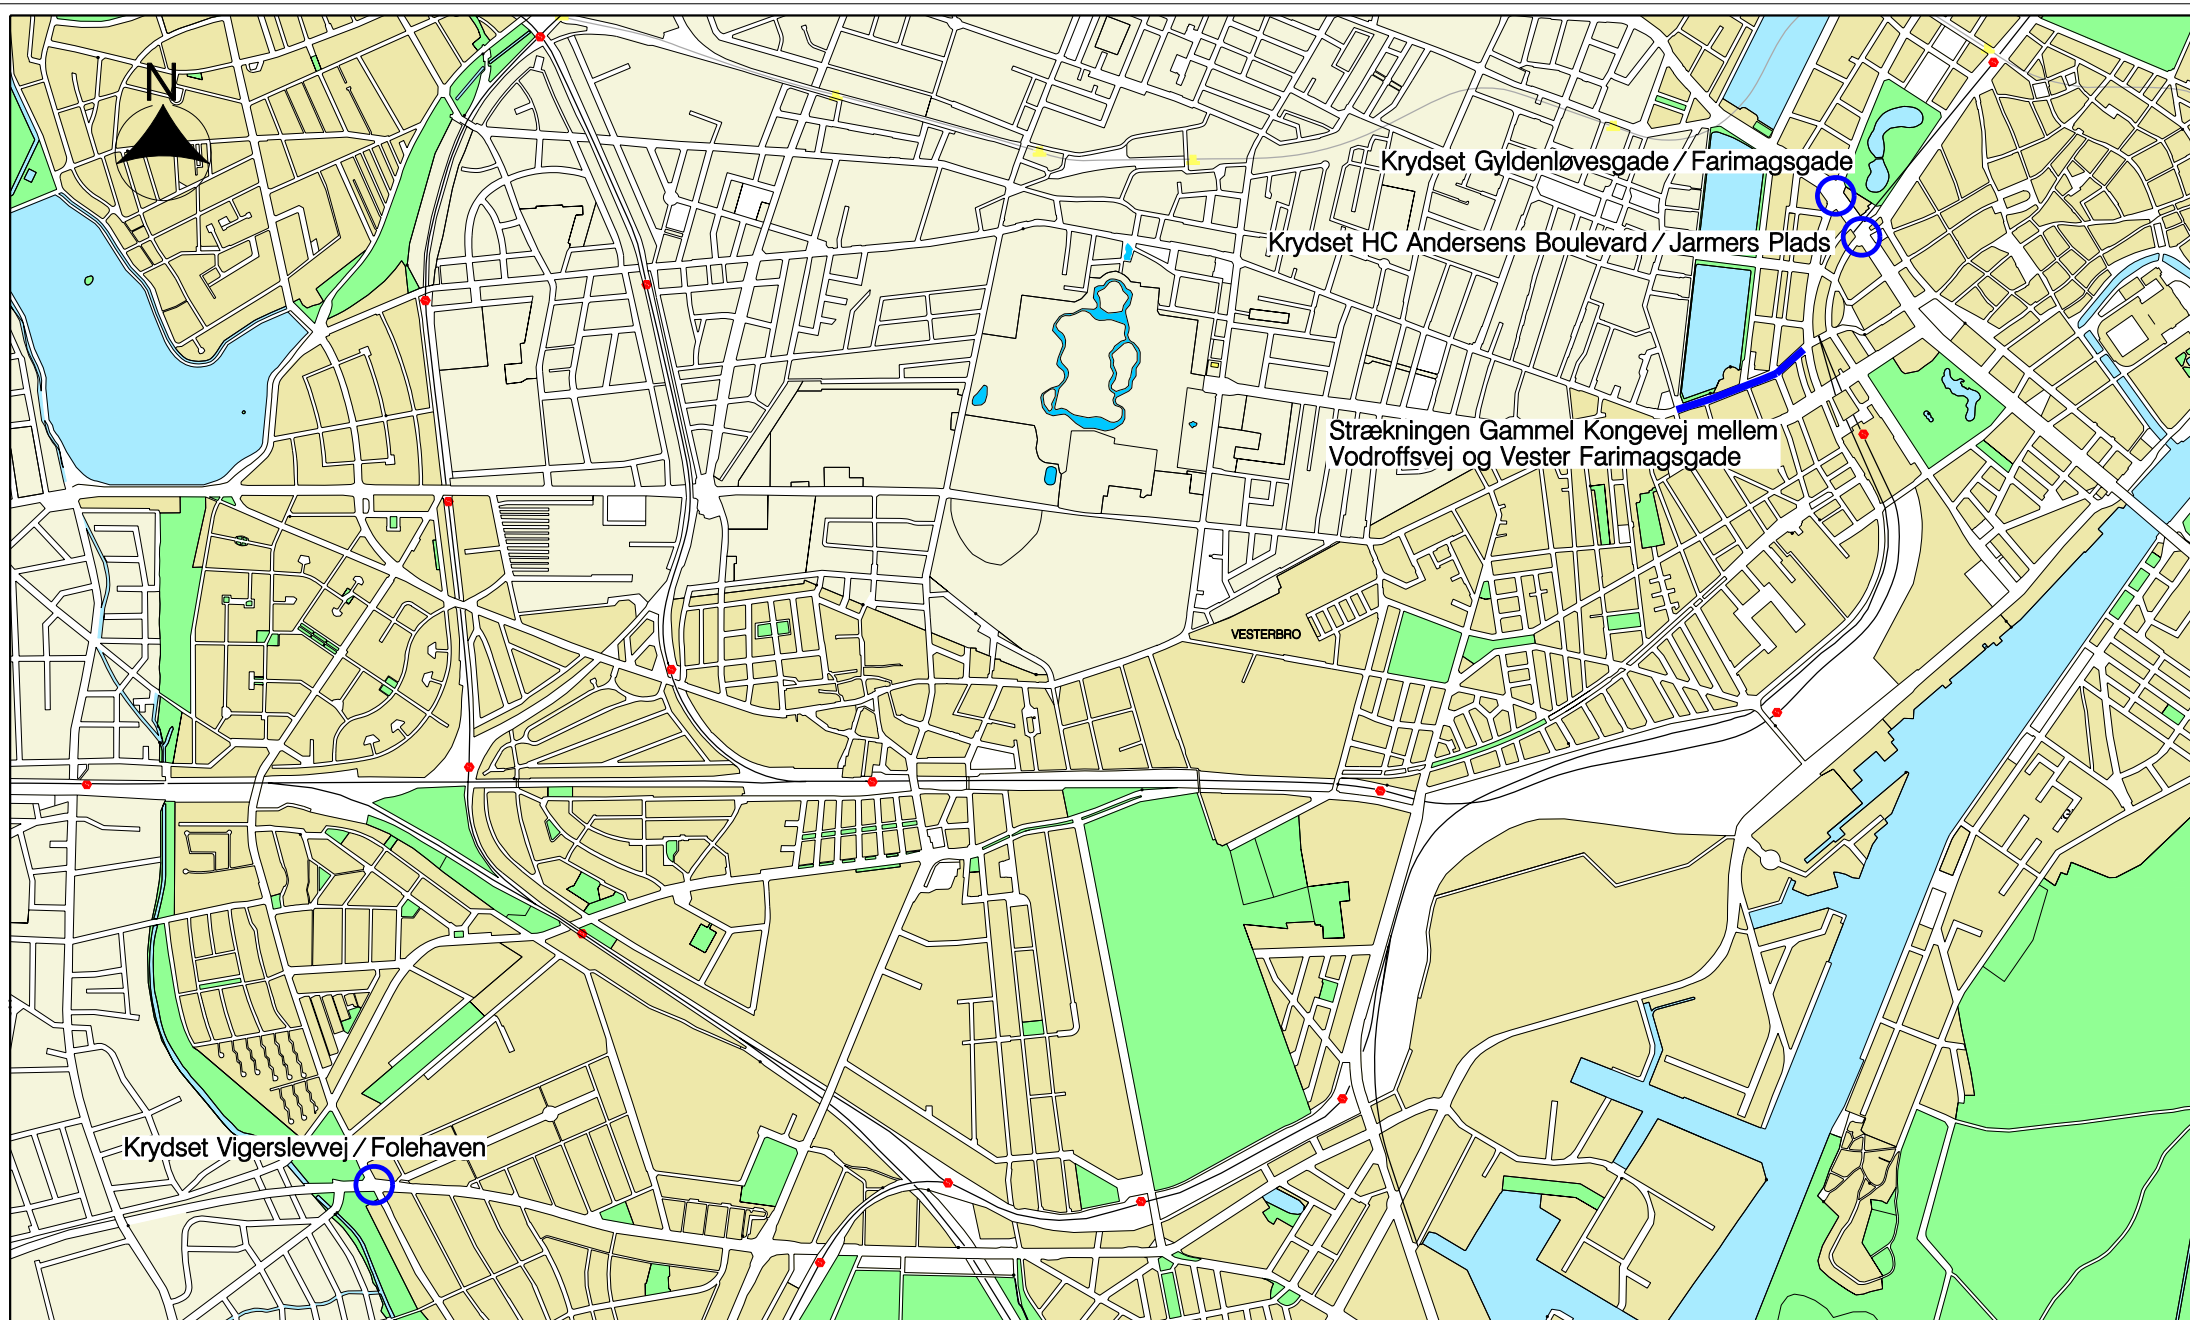 N
Krydset Gyldenløvesgade / Farimagsgade
Krydset HC Andersens Boulevard / Jarmers Plads
Strækningen Gammel Kongevej mellem
Vodroffsvej og Vester Farimagsgade
VESTERBRO
Krydset Vigerslevvej / Folehaven